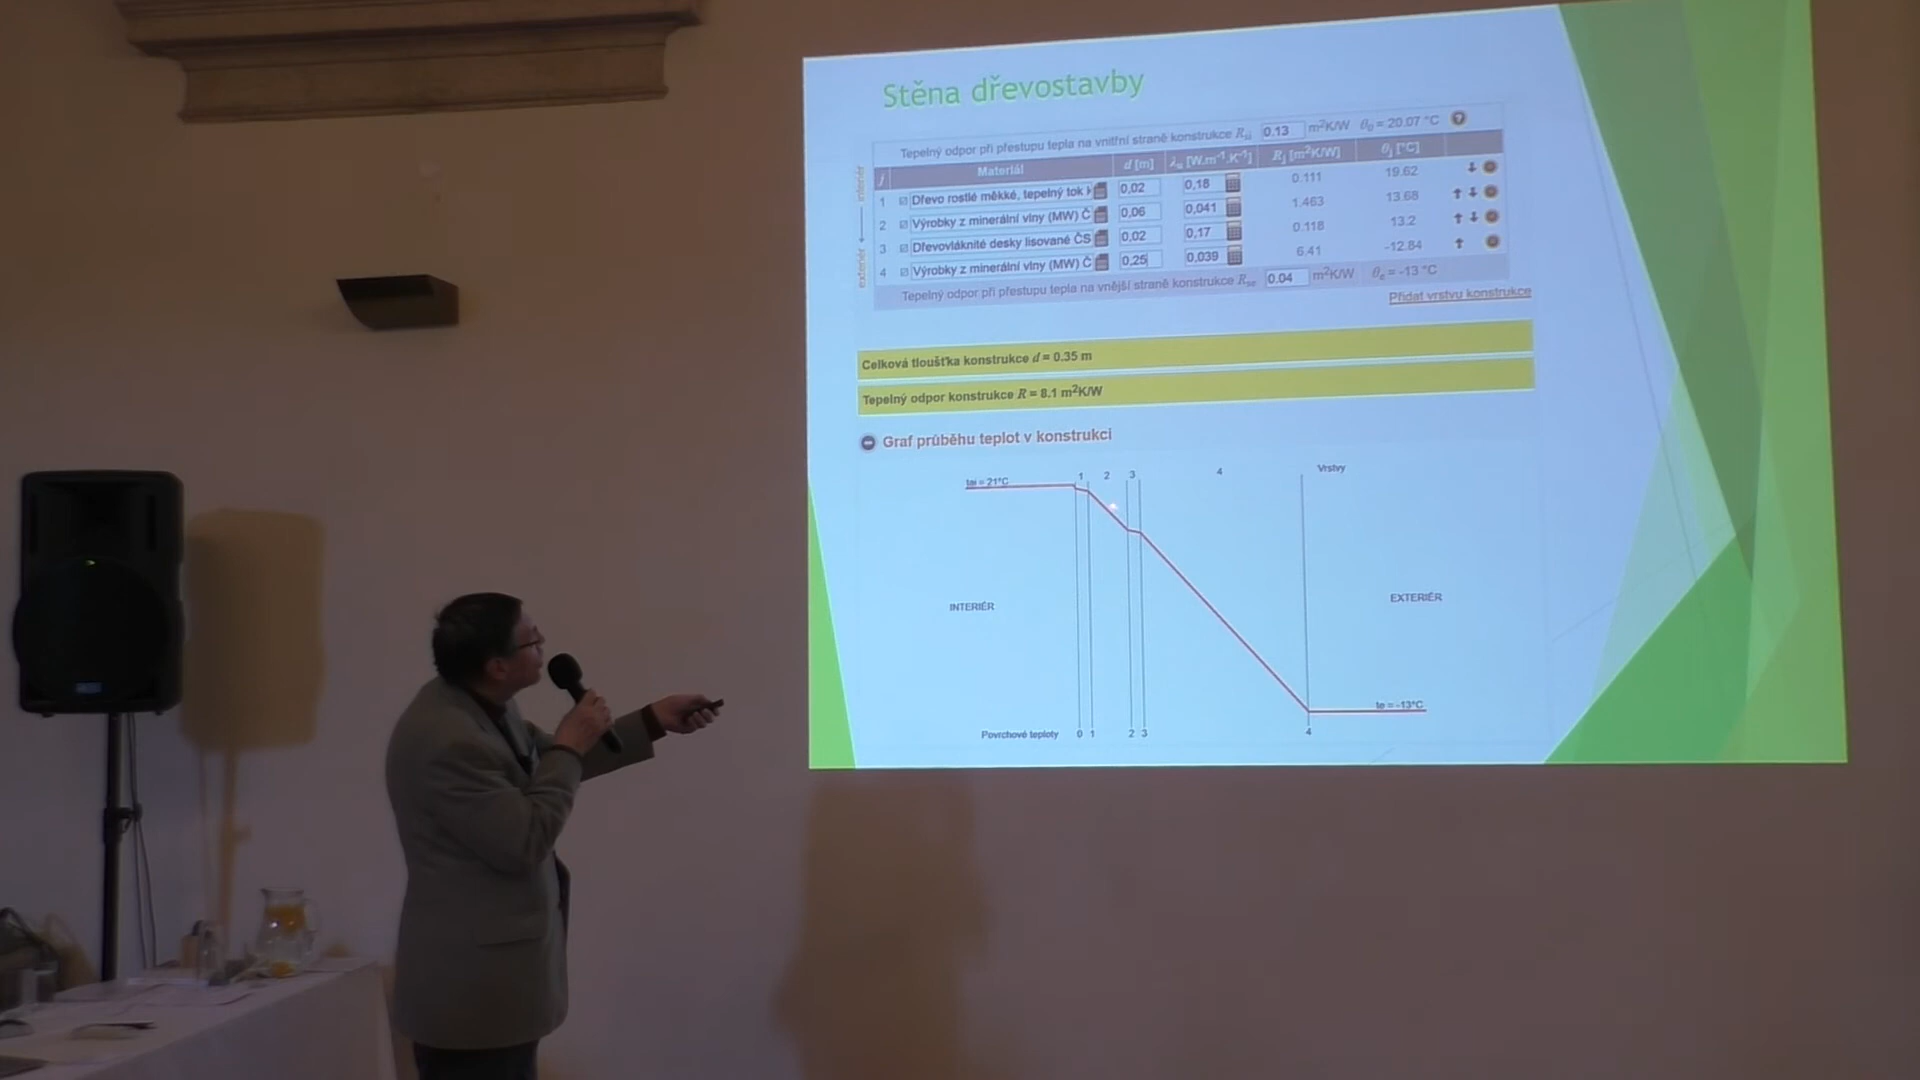 Stěna dřevostavby
Tepelný odpor při přestupu tepla na vnitřní straně konstrukce Rsi 0.13 m²K/W θ0 = 20.07 °C ?
j Materiál d [m] λu [W.m⁻¹.K⁻¹] Rj [m²K/W] θj [°C]
1 Dřevo rostlé měkké, tepelný tok 0,02 0,18 0.111 19.62
2 Výrobky z minerální vlny (MW) Č 0,06 0,041 1.463 13.68
3 Dřevovláknité desky lisované ČS 0,02 0,17 0.118 13.2
4 Výrobky z minerální vlny (MW) Č 0,25 0,039 6.41 -12.84
exteriér interiér
Tepelný odpor při přestupu tepla na vnější straně konstrukce Rse 0.04 m²K/W θe = -13 °C
Přidat vrstvu konstrukce
Celková tloušťka konstrukce d = 0.35 m
Tepelný odpor konstrukce R = 8.1 m²K/W
Graf průběhu teplot v konstrukci
1 2 3 4 Vrstvy
tai = 21°C
INTERIÉR EXTERIÉR
te = -13°C
Povrchové teploty 0 1 2 3 4